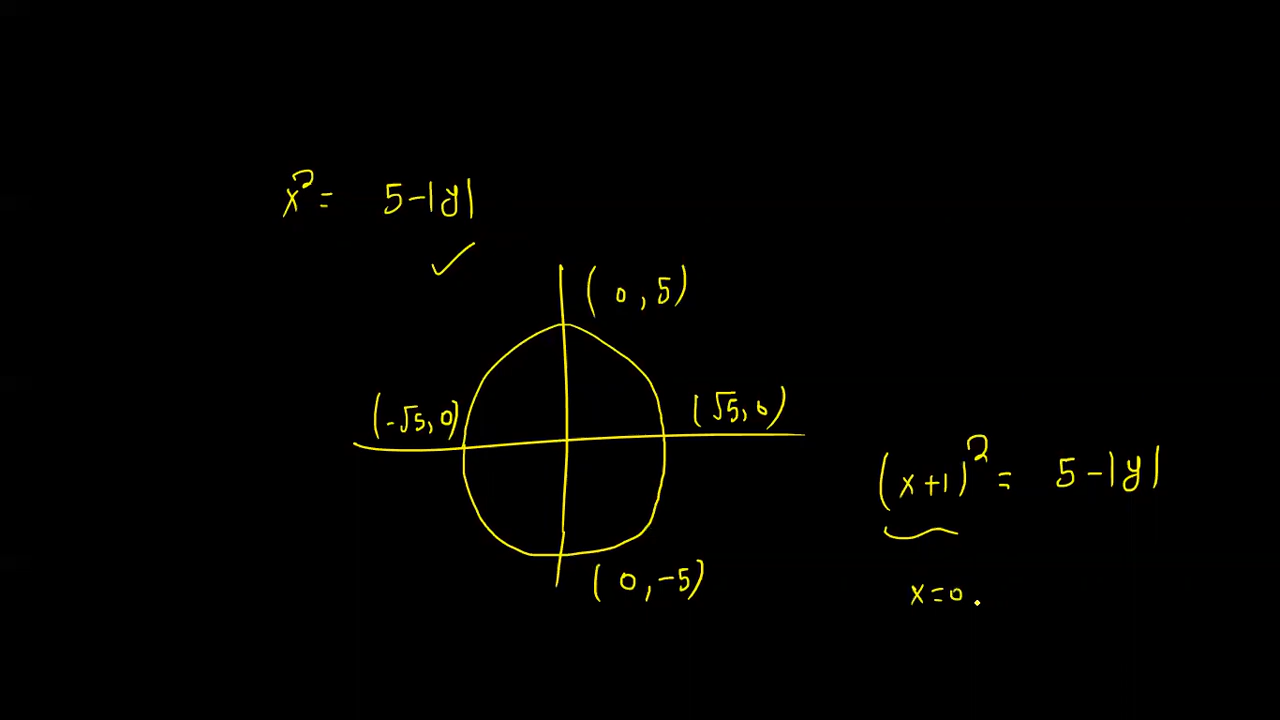 x² = 5-|y|
(0, 5)
(-√5, 0)
(√5, 0)
(x+1)² = 5-|y|
(0, -5)
x=0.